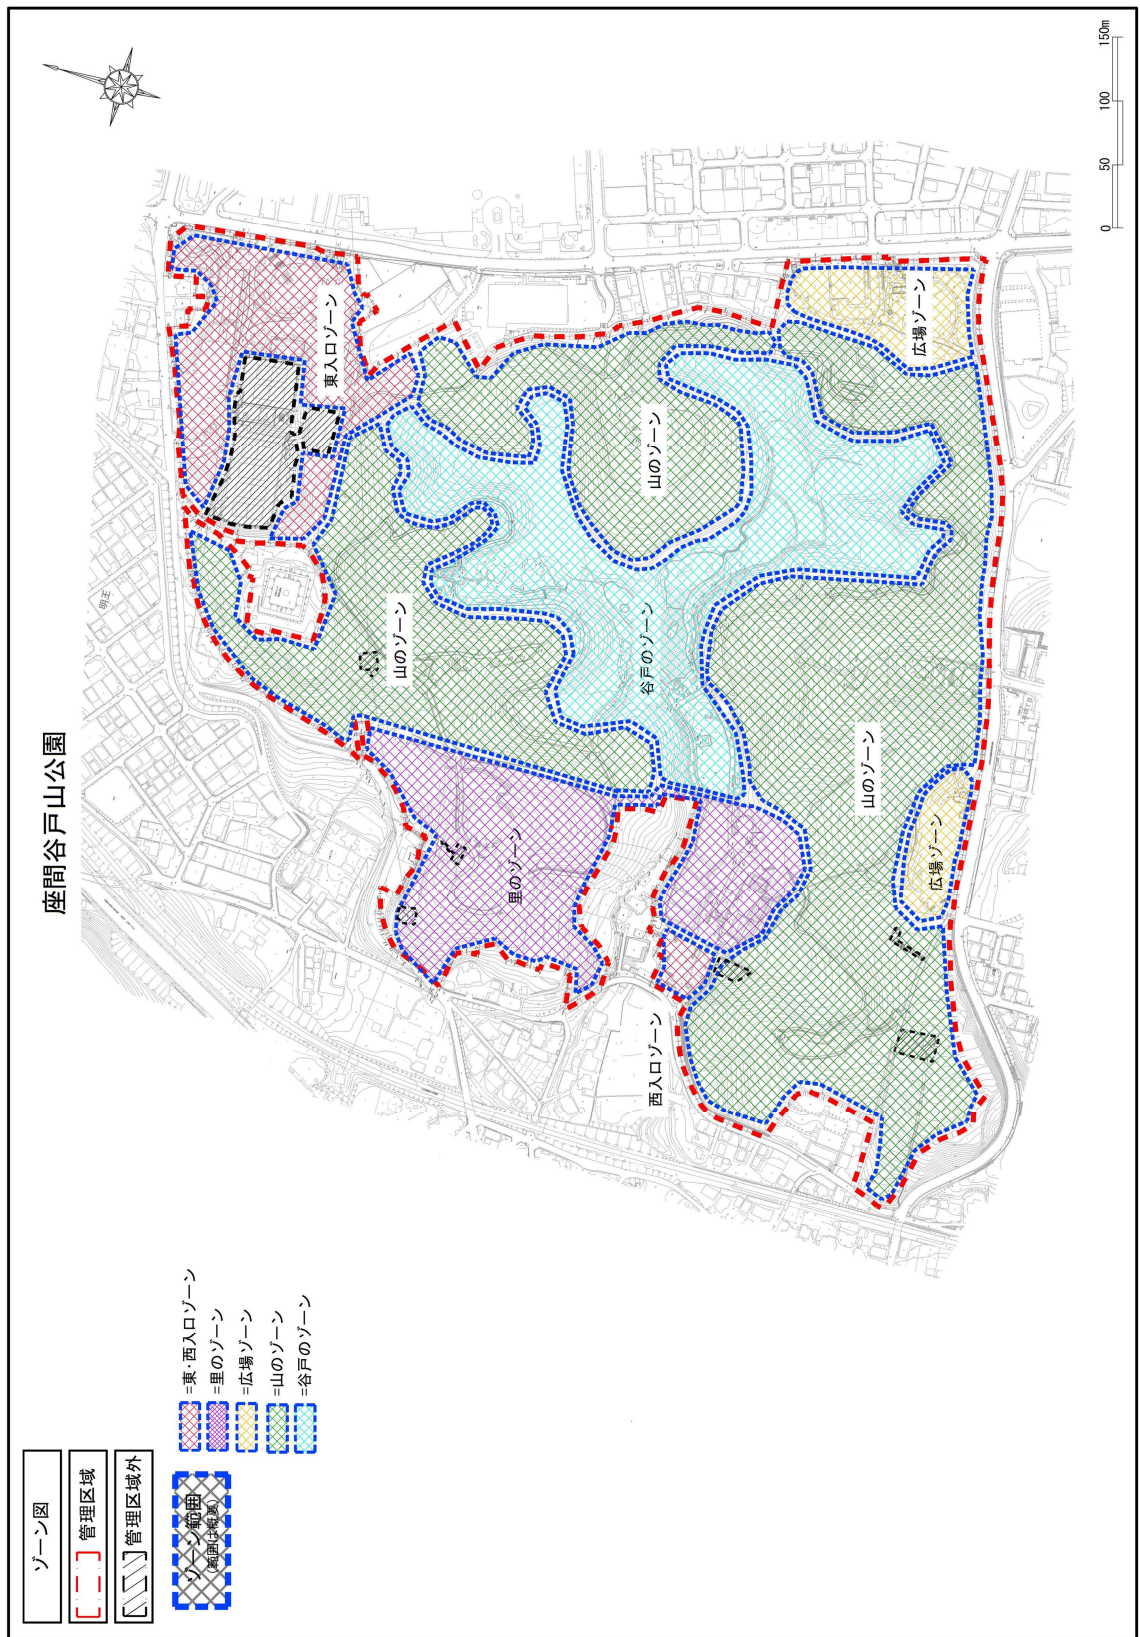 座間谷戸山公園
ゾーン図
管理区域
管理区域外
ゾーン範囲
(範囲は概要)
=東・西入口ゾーン
=里のゾーン
=広場ゾーン
=山のゾーン
=谷戸のゾーン
東入口ゾーン
山のゾーン
里のゾーン
西入口ゾーン
谷戸のゾーン
山のゾーン
山のゾーン
広場ゾーン
広場ゾーン
明王
0 50 100 150m